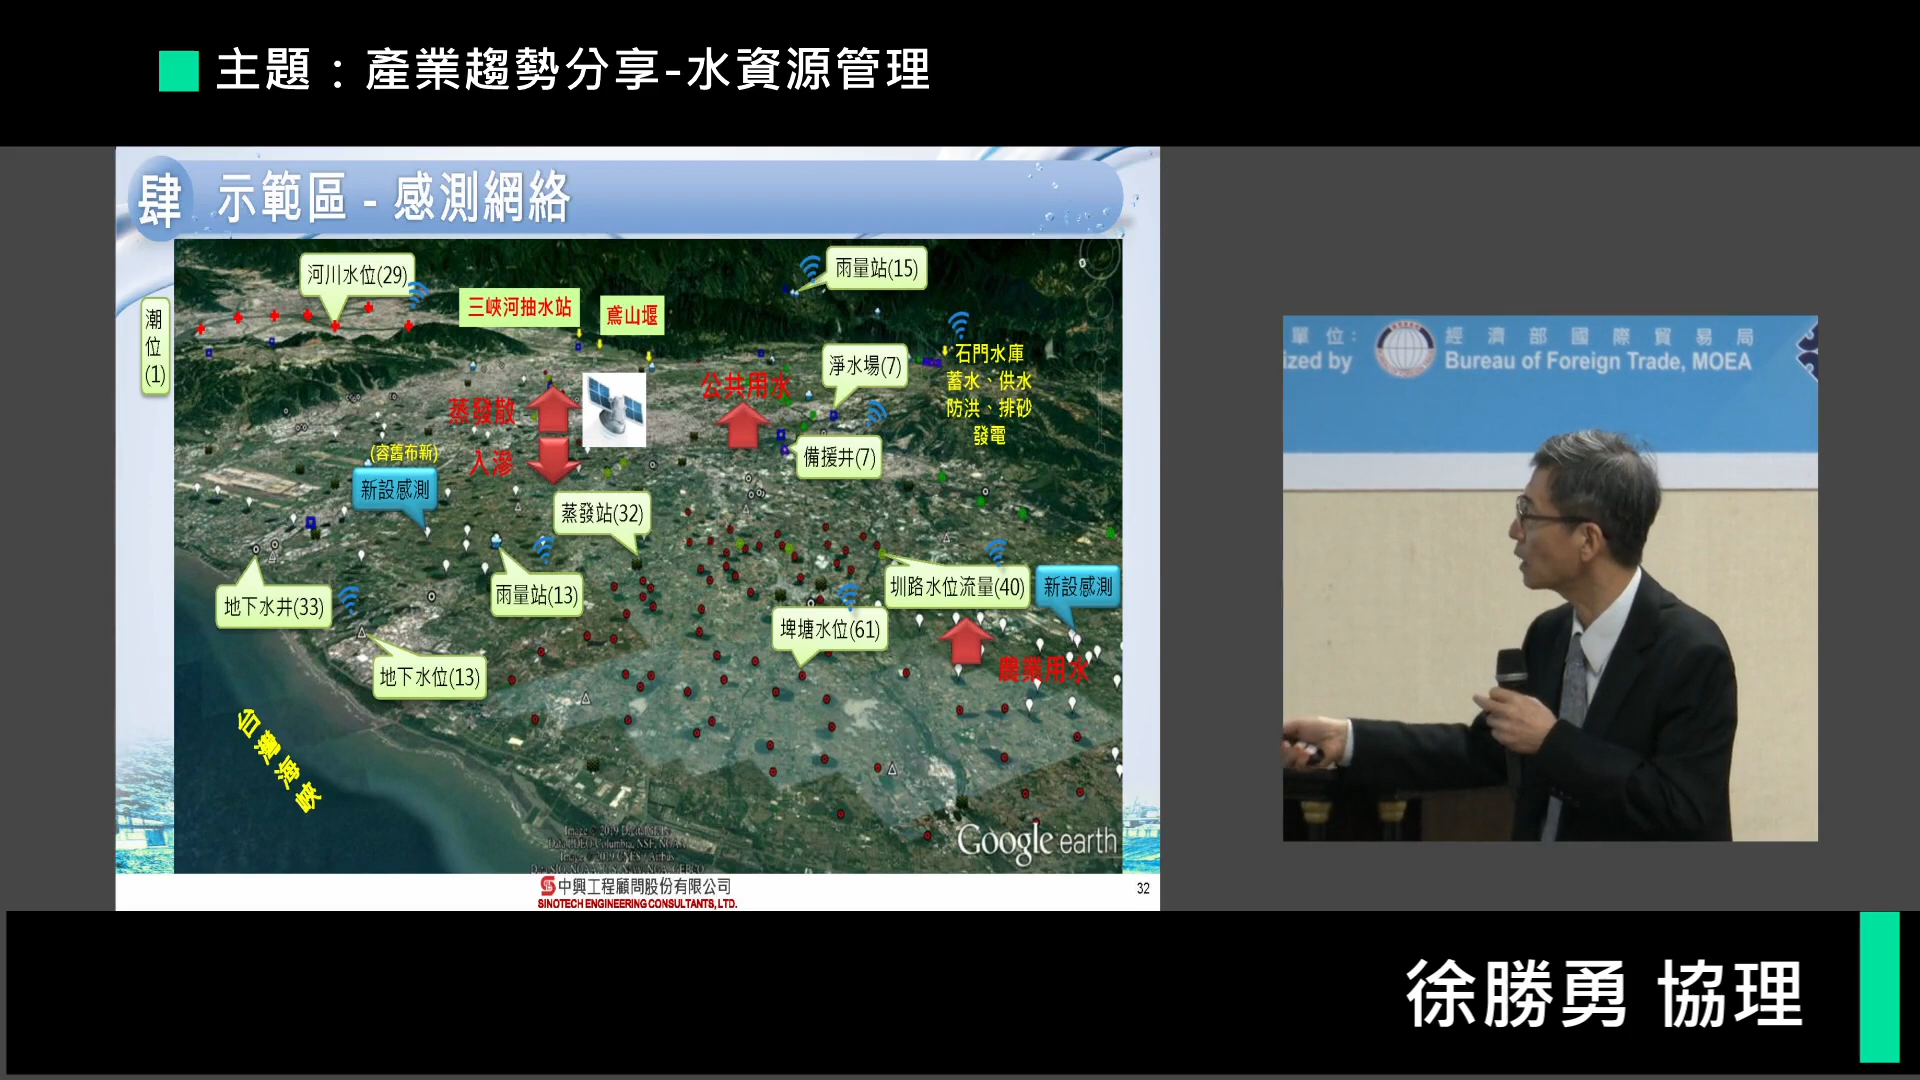 主題：產業趨勢分享-水資源管理
肆 示範區 - 感測網絡
河川水位(29)
雨量站(15)
潮
位
(1)
三峽河抽水站
鳶山堰
淨水場(7)
石門水庫
蓄水、供水
防洪、排砂
發電
公共用水
蒸發散
入滲
(容舊布新)
新設感測
備援井(7)
蒸發站(32)
雨量站(13)
圳路水位流量(40)
新設感測
地下水井(33)
埤塘水位(61)
農業用水
地下水位(13)
台灣海峽
Google earth
中興工程顧問股份有限公司
SINOTECH ENGINEERING CONSULTANTS, LTD.
32
單位：
經濟部國際貿易局
ized by
Bureau of Foreign Trade, MOEA
徐勝勇 協理